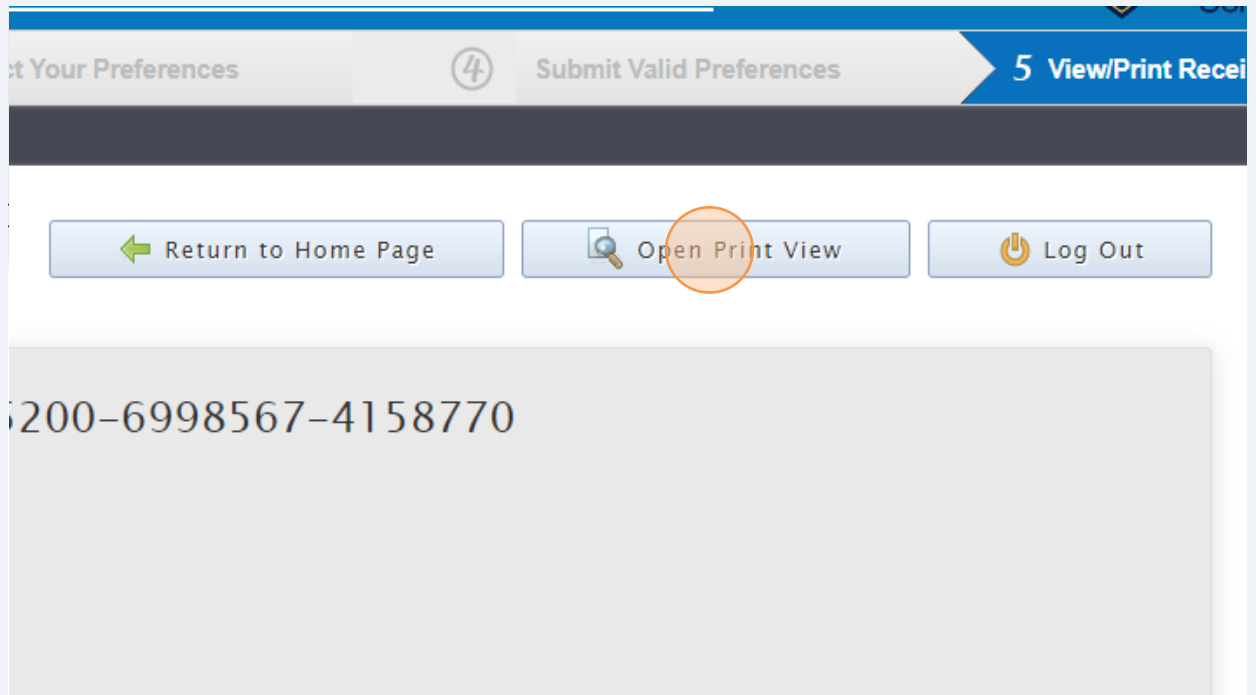 ct Your Preferences 4 Submit Valid Preferences 5 View/Print Recei
Return to Home Page Open Print View Log Out
5200-6998567-4158770